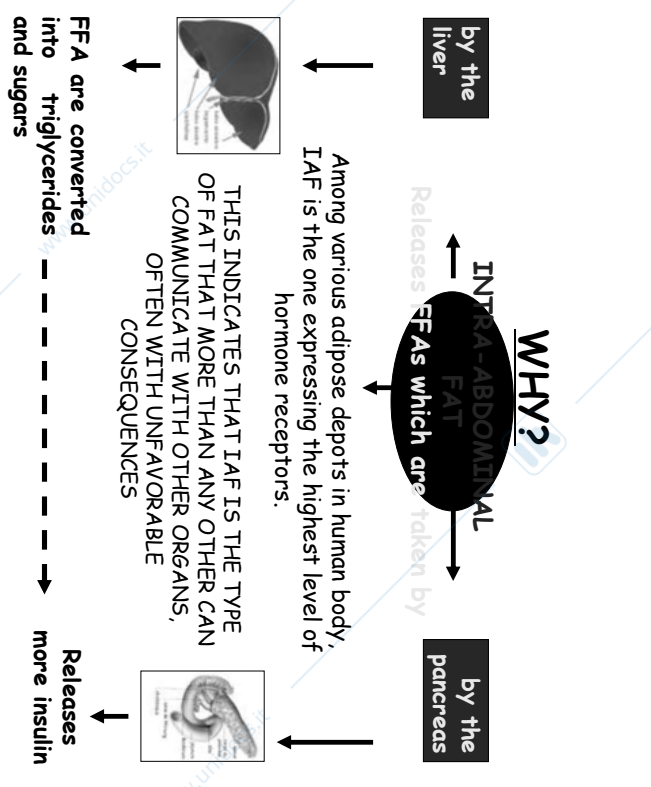 WHY?
INTRA-ABDOMINAL
FAT
Releases FFAs which are taken by
by the
liver
by the
pancreas
Among various adipose depots in human body,
IAF is the one expressing the highest level of
hormone receptors.
THIS INDICATES THAT IAF IS THE TYPE
OF FAT THAT MORE THAN ANY OTHER CAN
COMMUNICATE WITH OTHER ORGANS,
OFTEN WITH UNFAVORABLE
CONSEQUENCES
FFA are converted
into triglycerides
and sugars
Releases
more insulin